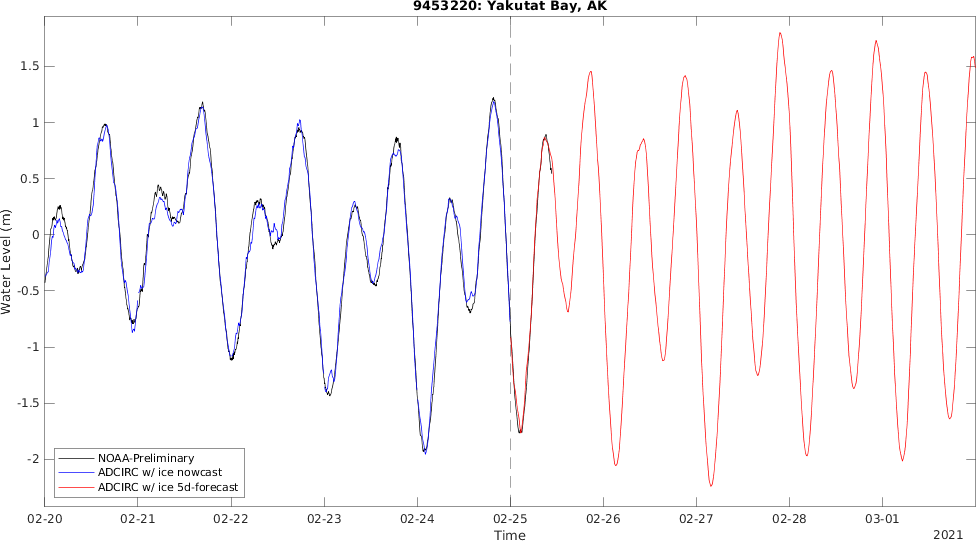 9453220: Yakutat Bay, AK
Water Level (m)
1.5
1
0.5
0
-0.5
-1
-1.5
-2
NOAA-Preliminary
ADCIRC w/ ice nowcast
ADCIRC w/ ice 5d-forecast
02-20 02-21 02-22 02-23 02-24 02-25 02-26 02-27 02-28 03-01
Time
2021